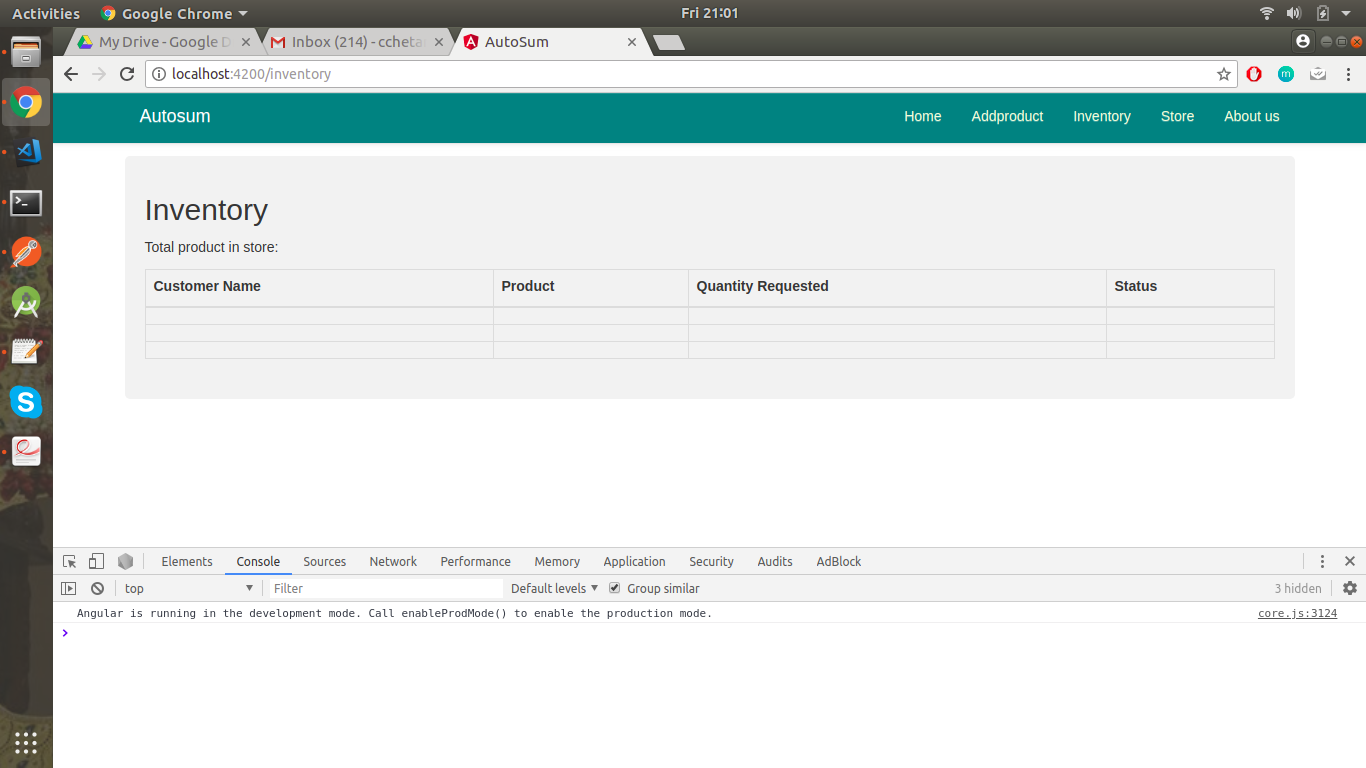 Activities Google Chrome Fri 21:01
My Drive - Google D Inbox (214) - ccheta AutoSum
localhost:4200/inventory m
Autosum Home Addproduct Inventory Store About us
Inventory
Total product in store:
Customer Name Product Quantity Requested Status
Elements Console Sources Network Performance Memory Application Security Audits AdBlock
top Filter Default levels Group similar 3 hidden
Angular is running in the development mode. Call enableProdMode() to enable the production mode. core.js:3124